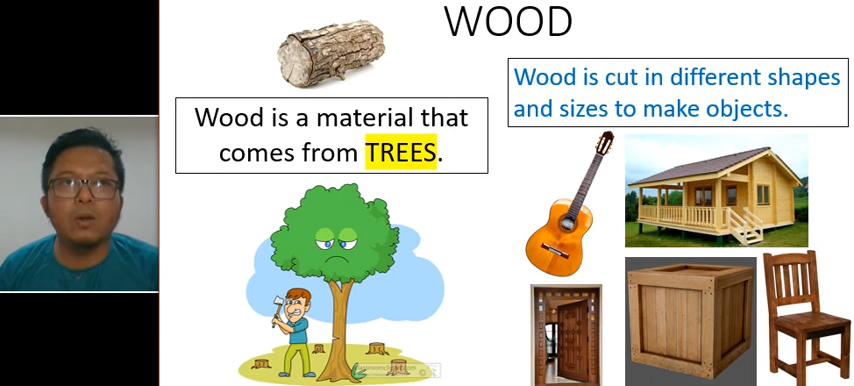 WOOD
Wood is a material that
comes from TREES.
Wood is cut in different shapes
and sizes to make objects.